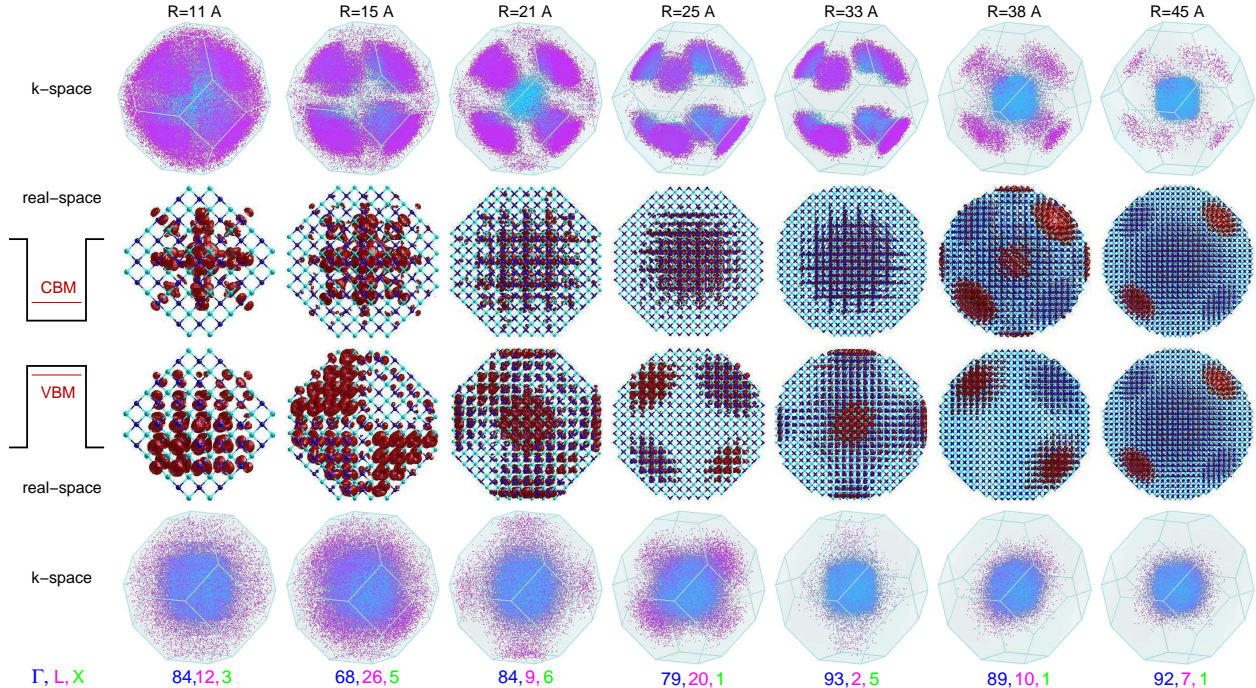 R=11 A R=15 A R=21 A R=25 A R=33 A R=38 A R=45 A
k−space
real−space
CBM
VBM
real−space
k−space
Γ, L, X 84,12,3 68,26,5 84,9,6 79,20,1 93,2,5 89,10,1 92,7,1